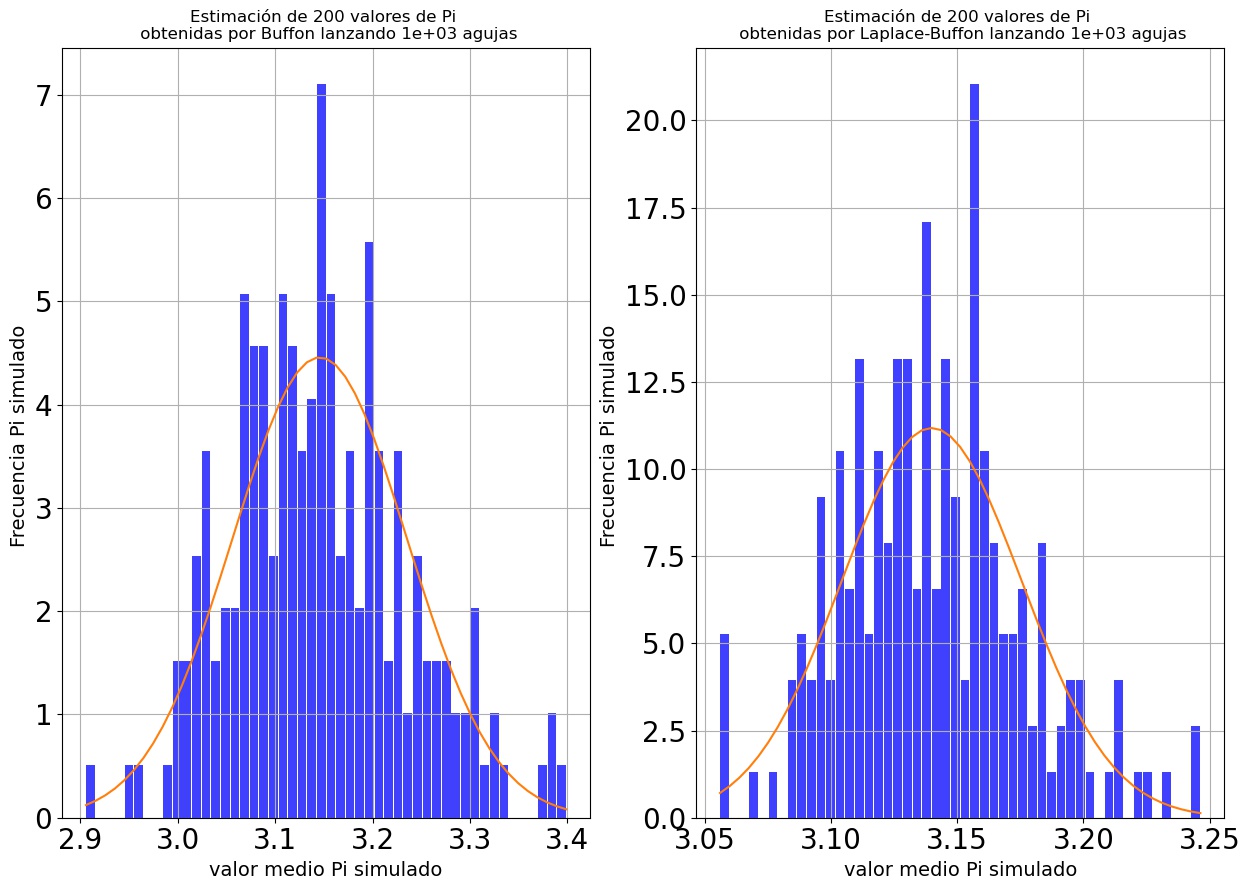 Estimación de 200 valores de Pi
obtenidas por Buffon lanzando 1e+03 agujas
Frecuencia Pi simulado
7
6
5
4
3
2
1
0
2.9 3.0 3.1 3.2 3.3 3.4
valor medio Pi simulado
Estimación de 200 valores de Pi
obtenidas por Laplace-Buffon lanzando 1e+03 agujas
Frecuencia Pi simulado
20.0
17.5
15.0
12.5
10.0
7.5
5.0
2.5
0.0
3.05 3.10 3.15 3.20 3.25
valor medio Pi simulado